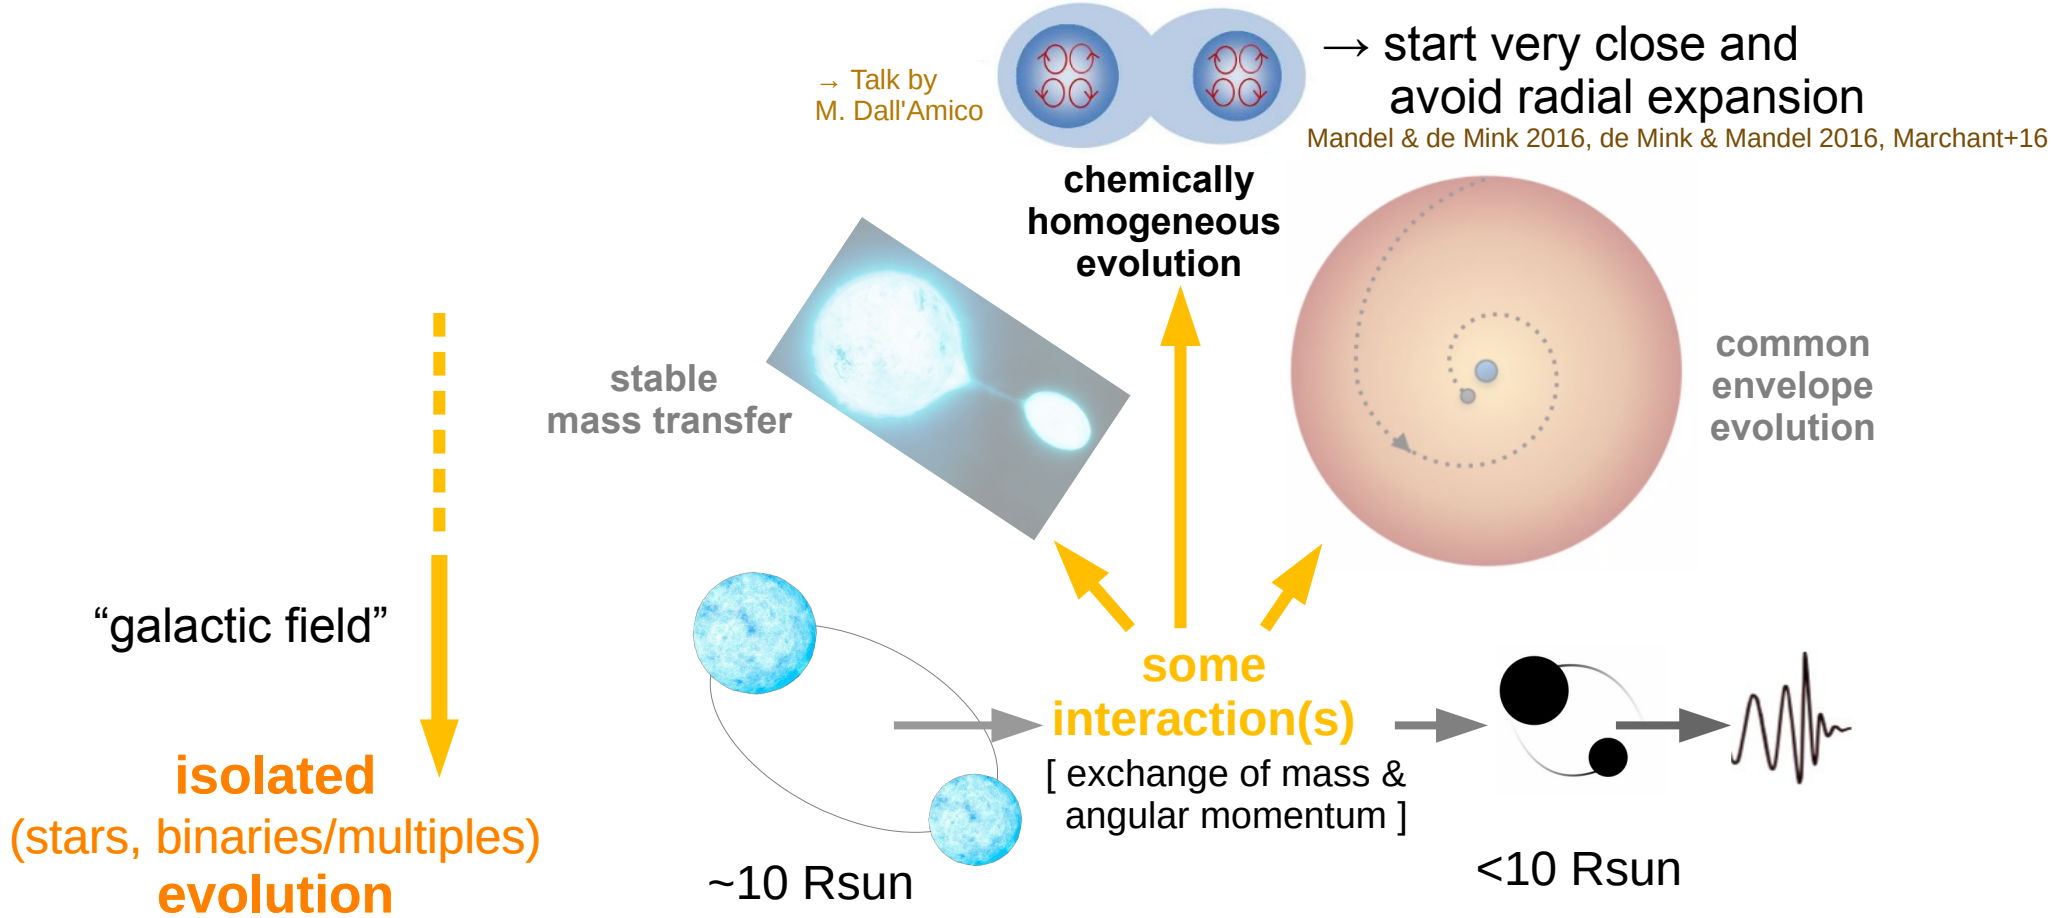 → Talk by
M. Dall'Amico
→ start very close and
avoid radial expansion
Mandel & de Mink 2016, de Mink & Mandel 2016, Marchant+16
chemically
homogeneous
evolution
stable
mass transfer
common
envelope
evolution
“galactic field”
some
interaction(s)
[ exchange of mass &
angular momentum ]
isolated
(stars, binaries/multiples)
evolution
~10 Rsun
<10 Rsun